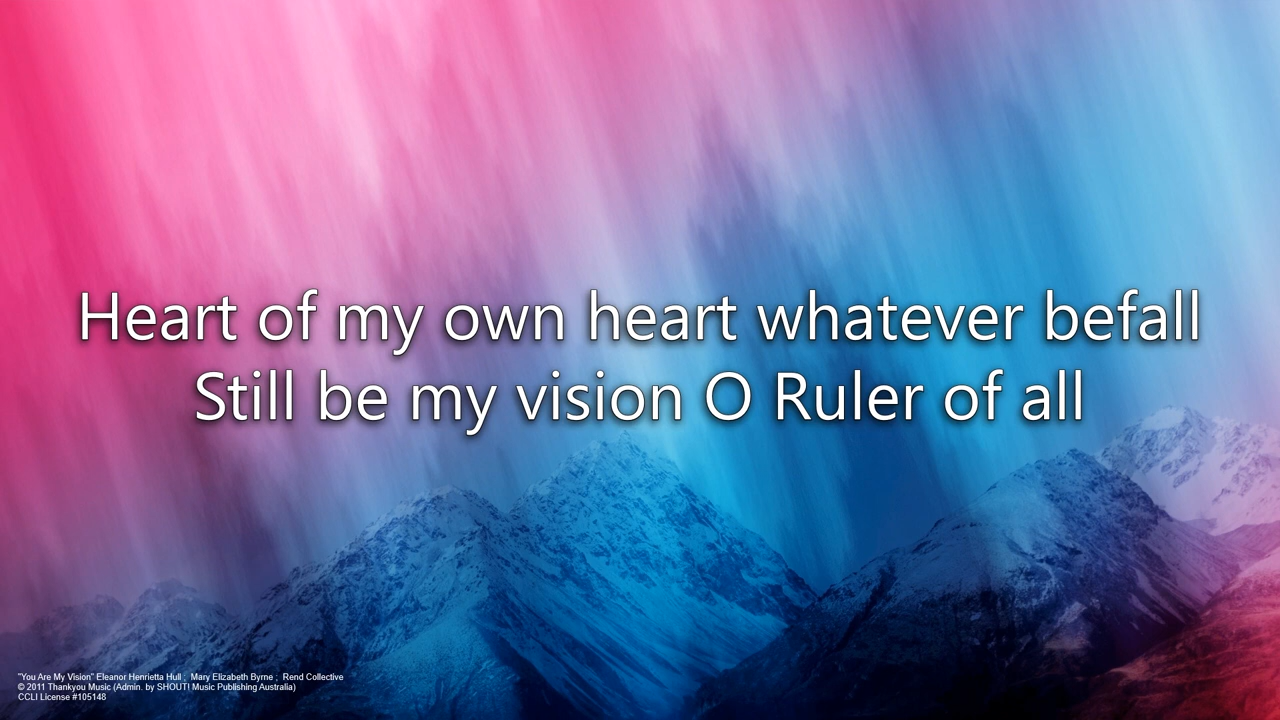 Heart of my own heart whatever befall
Still be my vision O Ruler of all
"You Are My Vision" Eleanor Henrietta Hull ;  Mary Elizabeth Byrne ;  Rend Collective
© 2011 Thankyou Music (Admin. by SHOUT! Music Publishing Australia)
CCLI License #105148